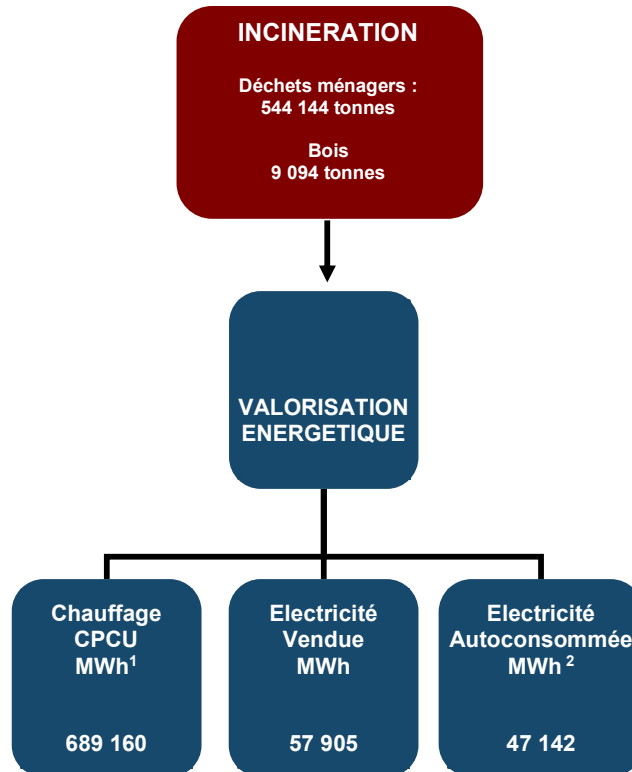 INCINERATION
Déchets ménagers :
544 144 tonnes
Bois
9 094 tonnes
VALORISATION
ENERGETIQUE
Chauffage
CPCU
MWh¹
689 160
Electricité
Vendue
MWh
57 905
Electricité
Autoconsommée
MWh ²
47 142